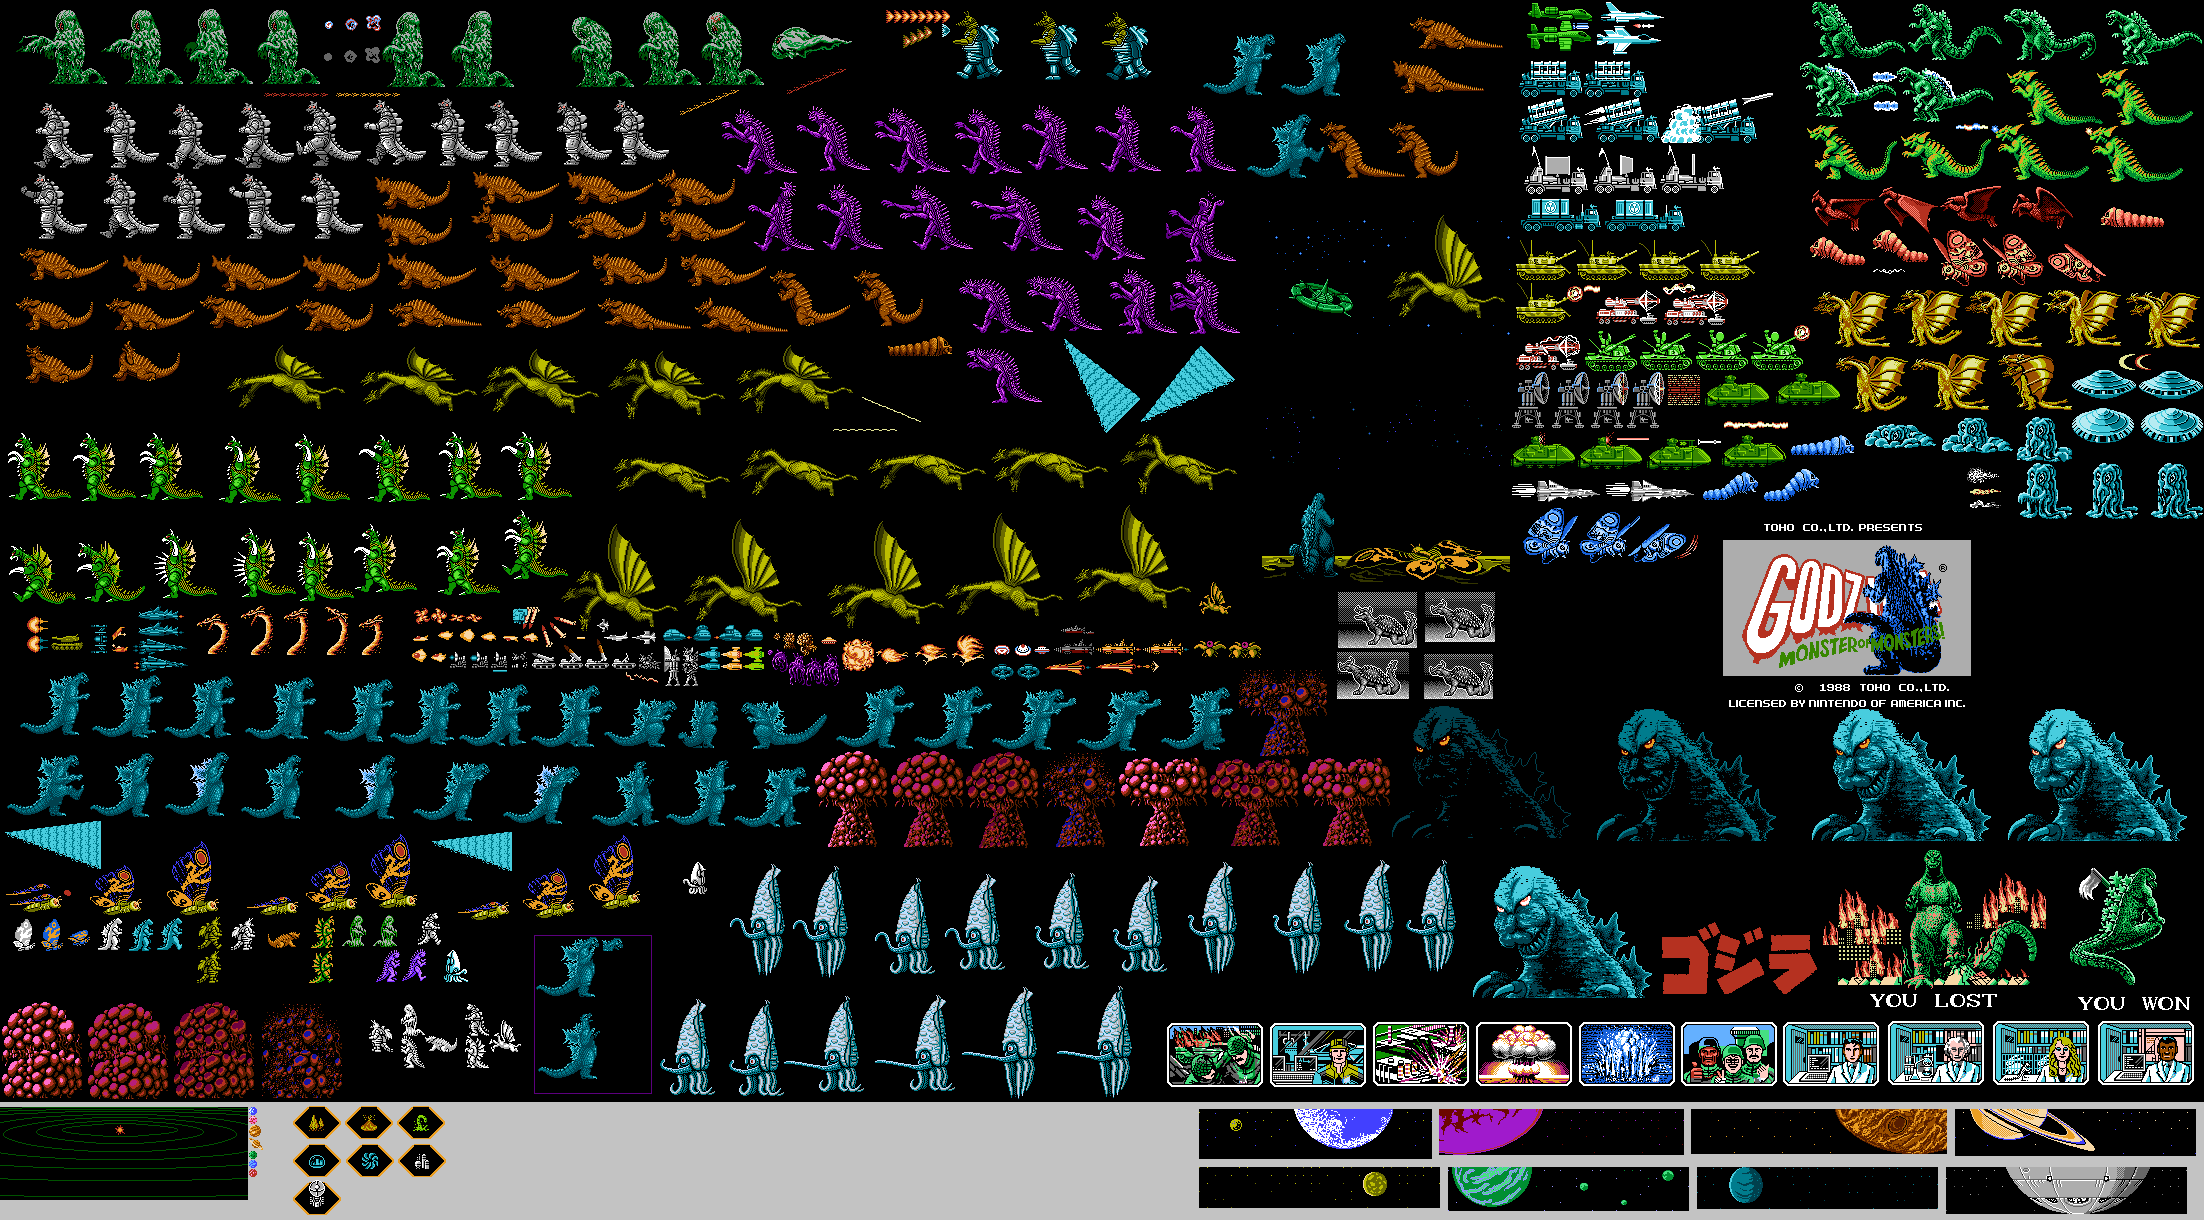 TOHO CO.,LTD. PRESENTS
GODZ
®
MONSTER OF MONSTERS!
© 1988 TOHO CO.,LTD.
LICENSED BY NINTENDO OF AMERICA INC.
ゴジラ
YOU LOST
YOU WON